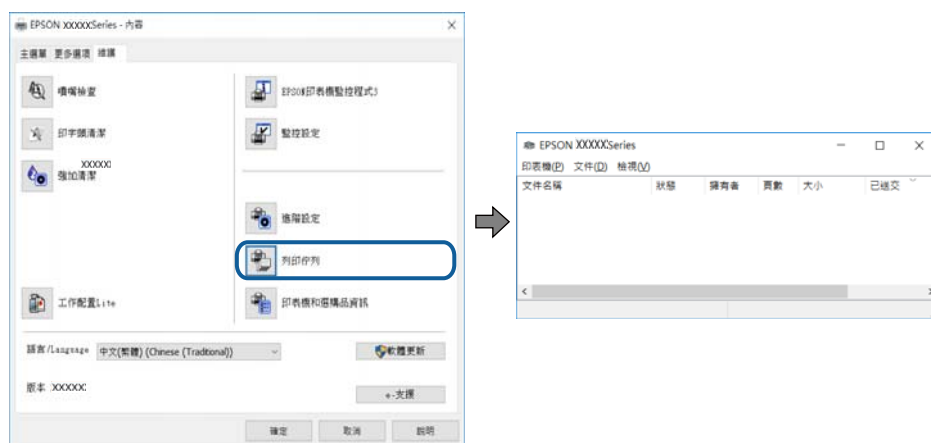 EPSON XXXXXSeries - 內容
主選單 更多選項 維護
噴嘴檢查
EPSON印表機監控程式3
印字頭清潔
監控設定
XXXXX
強加清潔
進階設定
列印佇列
工作配置Lite
印表機和選購品資訊
語言/Language 中文(繁體) (Chinese (Traditional))
軟體更新
版本 XXXXX
e-支援
確定 取消 說明
EPSON XXXXXSeries
印表機(P) 文件(D) 檢視(V)
文件名稱 狀態 擁有者 頁數 大小 已送交